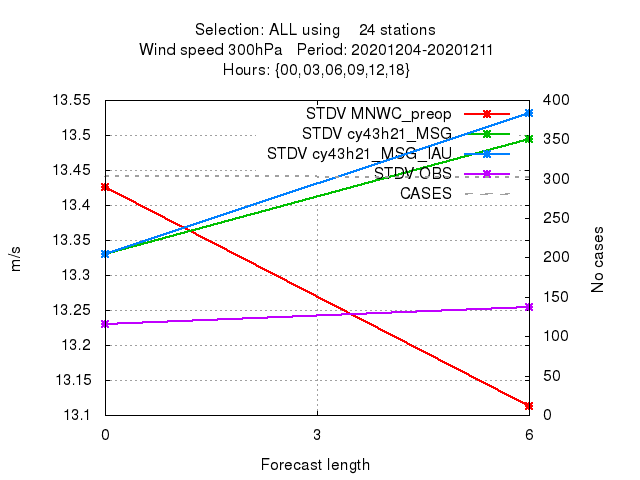 Selection: ALL using    24 stations
Wind speed 300hPa   Period: 20201204-20201211
Hours: {00,03,06,09,12,18}
13.55
13.5
13.45
13.4
13.35
13.3
13.25
13.2
13.15
13.1
m/s
STDV MNWC_preop
STDV cy43h21_MSG
STDV cy43h21_MSG_IAU
STDV OBS
CASES
400
350
300
250
200
150
100
50
0
No cases
0 3 6
Forecast length